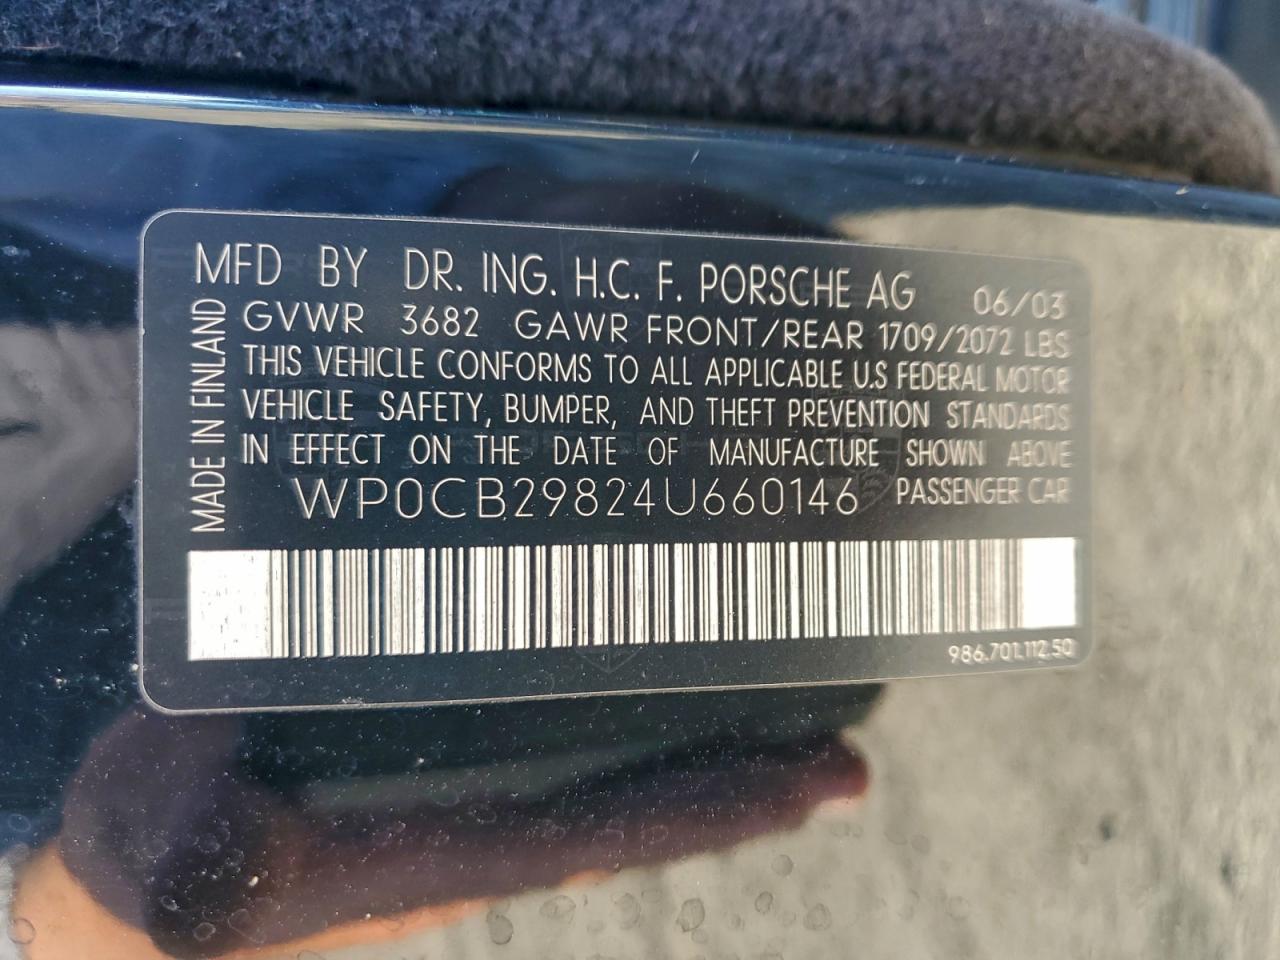 MFD BY DR. ING. H.C. F. PORSCHE AG 06/03
GVWR 3682 GAWR FRONT/REAR 1709/2072 LBS
THIS VEHICLE CONFORMS TO ALL APPLICABLE U.S FEDERAL MOTOR
VEHICLE SAFETY, BUMPER, AND THEFT PREVENTION STANDARDS
IN EFFECT ON THE DATE OF MANUFACTURE SHOWN ABOVE
WP0CB29824U660146 PASSENGER CAR
MADE IN FINLAND
986.701.112.50